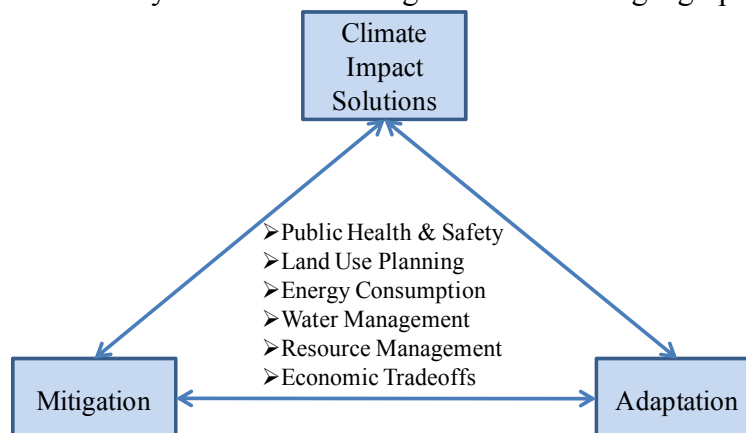 Climate
Impact
Solutions
➢Public Health & Safety
➢Land Use Planning
➢Energy Consumption
➢Water Management
➢Resource Management
➢Economic Tradeoffs
Mitigation
Adaptation